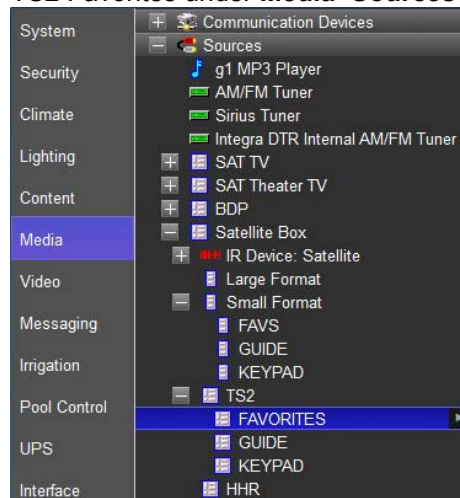 TS2 Favorites under Media Sources
System
Security
Climate
Lighting
Content
Media
Video
Messaging
Irrigation
Pool Control
UPS
Interface
Communication Devices
Sources
g1 MP3 Player
AM/FM Tuner
Sirius Tuner
Integra DTR Internal AM/FM Tuner
SAT TV
SAT Theater TV
BDP
Satellite Box
IR Device: Satellite
Large Format
Small Format
FAVS
GUIDE
KEYPAD
TS2
FAVORITES
GUIDE
KEYPAD
HHR